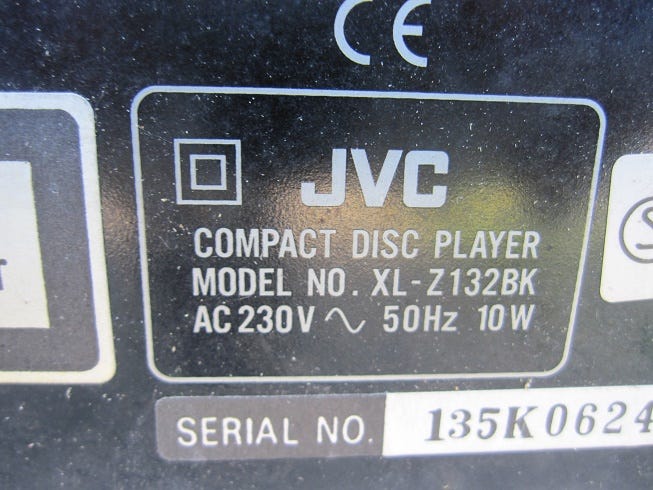 CE
JVC
COMPACT DISC PLAYER
MODEL NO. XL-Z132BK
AC 230V ~ 50Hz 10W
SERIAL NO. 135K0624